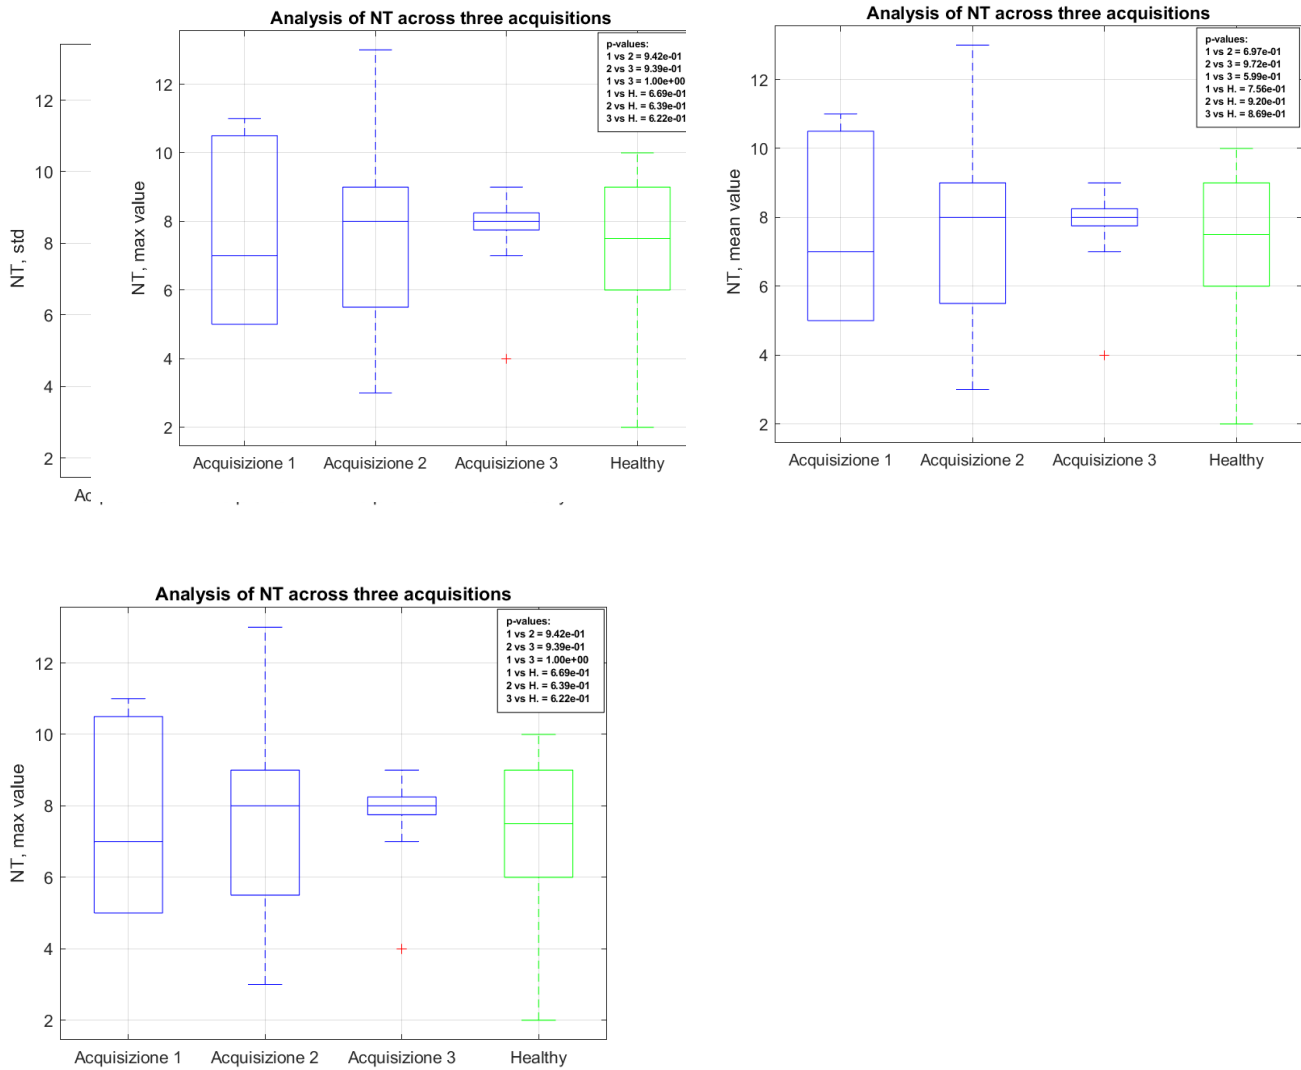 Analysis of NT across three acquisitions
NT, max value
12
10
8
6
4
2
p-values:
1 vs 2 = 9.42e-01
2 vs 3 = 9.39e-01
1 vs 3 = 1.00e+00
1 vs H. = 6.69e-01
2 vs H. = 6.39e-01
3 vs H. = 6.22e-01
Acquisizione 1 Acquisizione 2 Acquisizione 3 Healthy
NT, std
12
10
8
6
4
2
Analysis of NT across three acquisitions
NT, mean value
12
10
8
6
4
2
p-values:
1 vs 2 = 6.97e-01
2 vs 3 = 9.72e-01
1 vs 3 = 5.99e-01
1 vs H. = 7.56e-01
2 vs H. = 9.20e-01
3 vs H. = 8.69e-01
Acquisizione 1 Acquisizione 2 Acquisizione 3 Healthy
Analysis of NT across three acquisitions
NT, max value
12
10
8
6
4
2
p-values:
1 vs 2 = 9.42e-01
2 vs 3 = 9.39e-01
1 vs 3 = 1.00e+00
1 vs H. = 6.69e-01
2 vs H. = 6.39e-01
3 vs H. = 6.22e-01
Acquisizione 1 Acquisizione 2 Acquisizione 3 Healthy